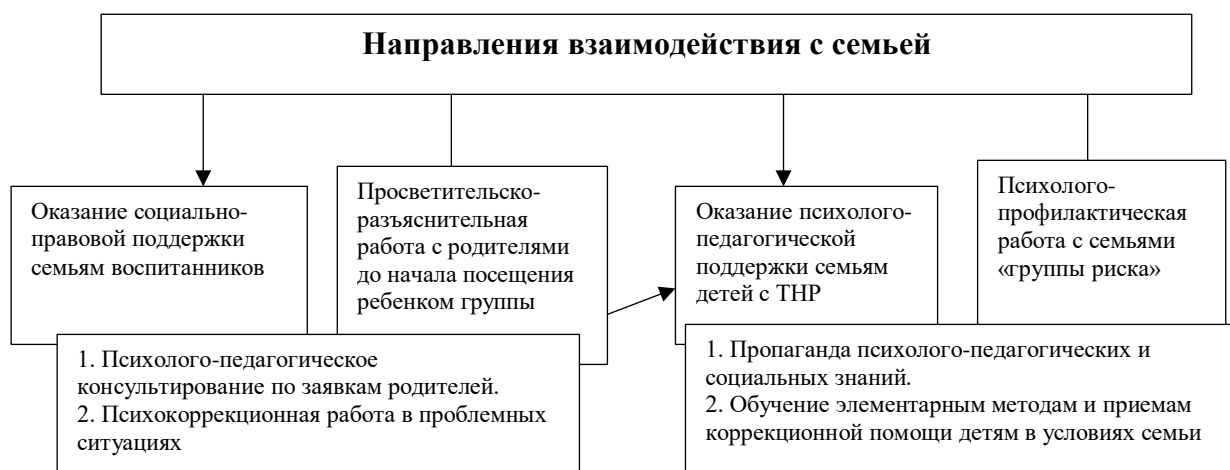 Направления взаимодействия с семьей
Оказание социально-
правовой поддержки
семьям воспитанников
Просветительско-
разъяснительная
работа с родителями
до начала посещения
ребенком группы
Оказание психолого-
педагогической
поддержки семьям
детей с ТНР
Психолого-
профилактическая
работа с семьями
«группы риска»
1. Психолого-педагогическое
консультирование по заявкам родителей.
2. Психокоррекционная работа в проблемных
ситуациях
1. Пропаганда психолого-педагогических и
социальных знаний.
2. Обучение элементарным методам и приемам
коррекционной помощи детям в условиях семьи